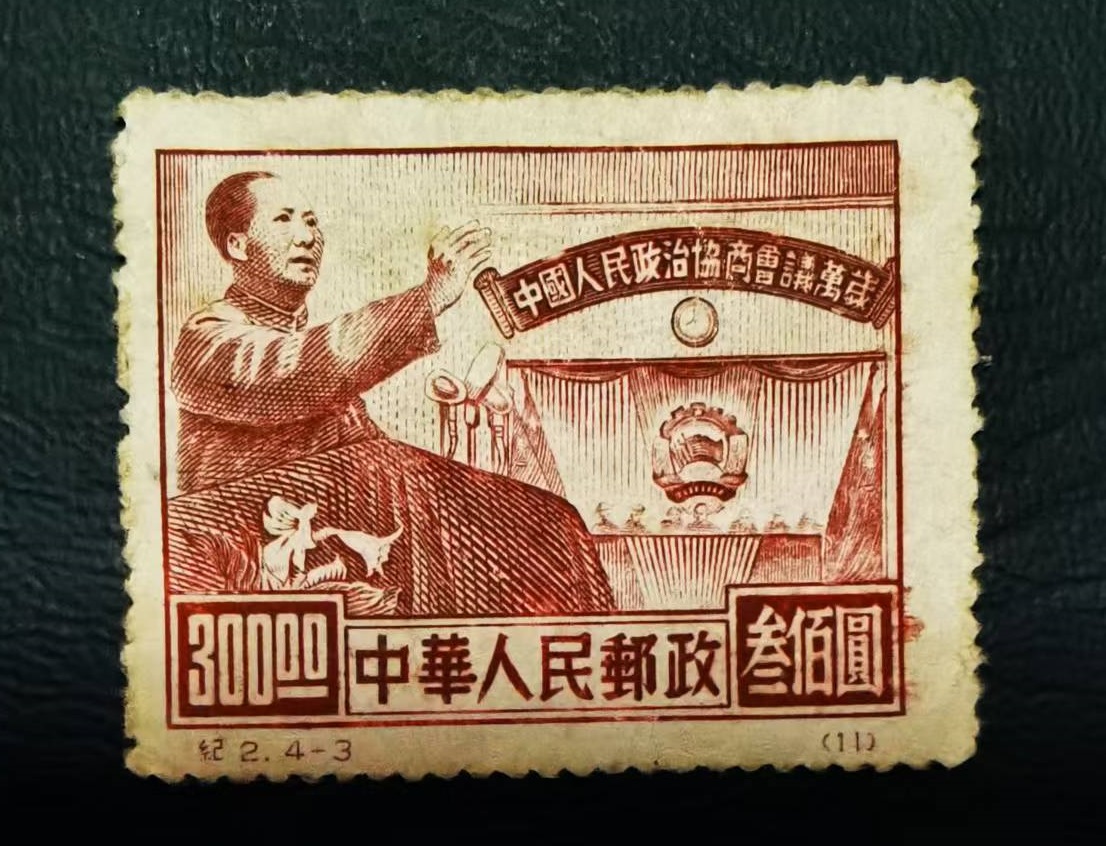 中國人民政治協商會議萬歲
30000
中華人民郵政
叁佰圓
紀 2. 4-3
(11)